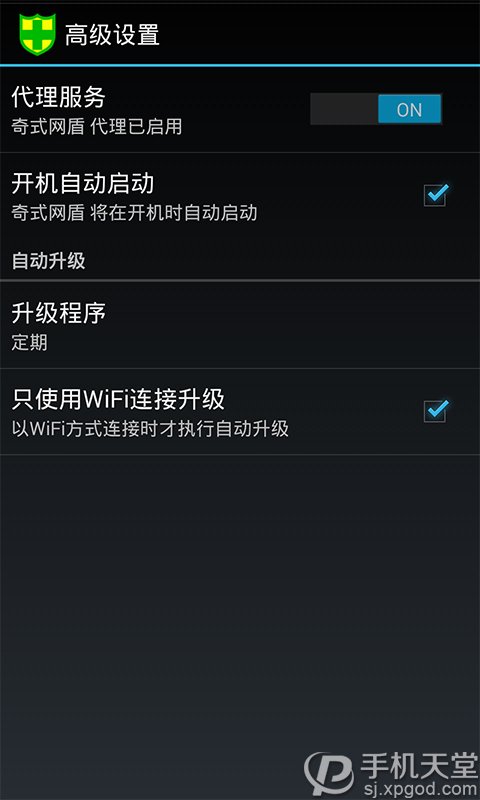 高级设置
代理服务
奇式网盾 代理已启用
ON
开机自动启动
奇式网盾 将在开机时自动启动
自动升级
升级程序
定期
只使用WiFi连接升级
以WiFi方式连接时才执行自动升级
手机天堂
sj.xpgod.com